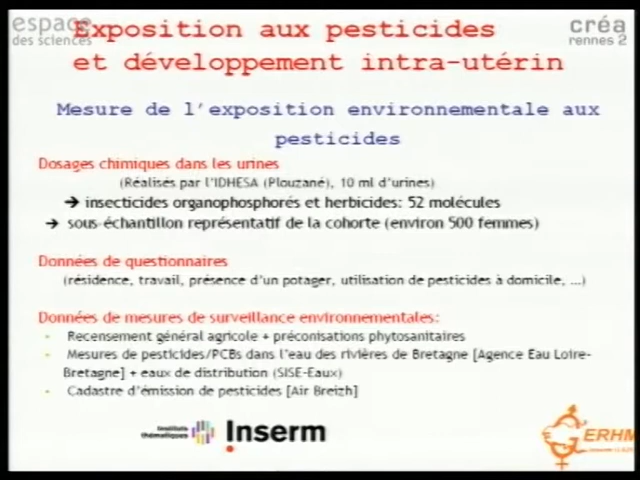 espace
des sciences
créa
rennes 2
Exposition aux pesticides
et développement intra-utérin
Mesure de l'exposition environnementale aux
pesticides
Dosages chimiques dans les urines
(Réalisés par l'IDHESA (Plouzané), 10 ml d'urines)
➔ insecticides organophosphorés et herbicides: 52 molécules
➔ sous-échantillon représentatif de la cohorte (environ 500 femmes)
Données de questionnaires
(résidence, travail, présence d'un potager, utilisation de pesticides à domicile, ...)
Données de mesures de surveillance environnementales:
• Recensement général agricole + préconisations phytosanitaires
• Mesures de pesticides/PCBs dans l'eau des rivières de Bretagne [Agence Eau Loire-
Bretagne] + eaux de distribution (SISE-Eaux)
• Cadastre d'émission de pesticides [Air Breizh]
Instituts
thématiques
Inserm
GERHM